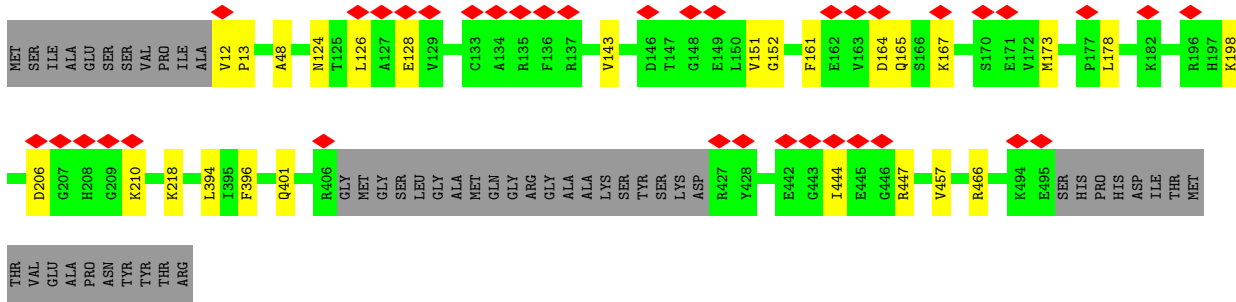 MET
SER
ILE
ALA
GLU
SER
SER
VAL
PRO
ILE
ALA
V12
P13
A48
N124
T125
L126
A127
E128
V129
C133
A134
R135
F136
R137
V143
D146
T147
G148
E149
L150
V151
G152
F161
E162
V163
D164
Q165
S166
K167
S170
E171
V172
M173
P177
L178
K182
R196
H197
K198
D206
G207
H208
G209
K210
K218
L394
I395
F396
Q401
R406
GLY
MET
GLY
SER
LEU
GLY
ALA
MET
GLN
GLY
ARG
GLY
ALA
ALA
LYS
SER
TYR
SER
LYS
ASP
R427
Y428
E442
G443
I444
E445
G446
R447
V457
R466
K494
E495
SER
HIS
PRO
HIS
ASP
ILE
THR
MET
THR
VAL
GLU
ALA
PRO
ASN
TYR
TYR
THR
ARG